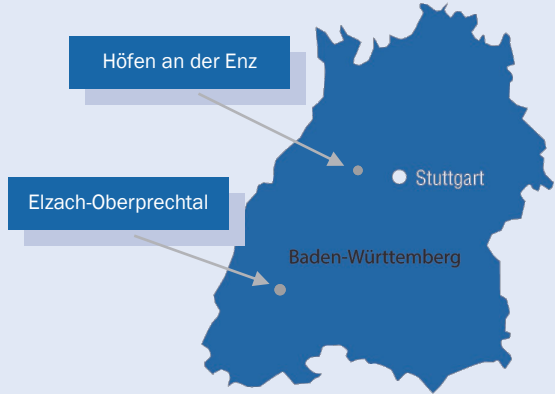 Höfen an der Enz
Stuttgart
Elzach-Oberprechtal
Baden-Württemberg